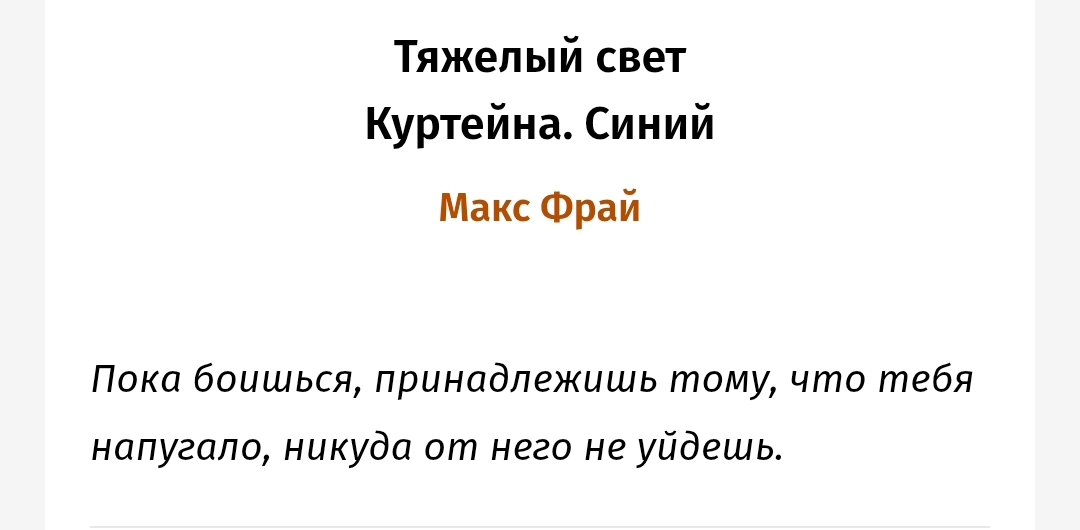 Тяжелый свет
Куртейна. Синий
Макс Фрай
Пока боишься, принадлежишь тому, что тебя
напугало, никуда от него не уйдешь.